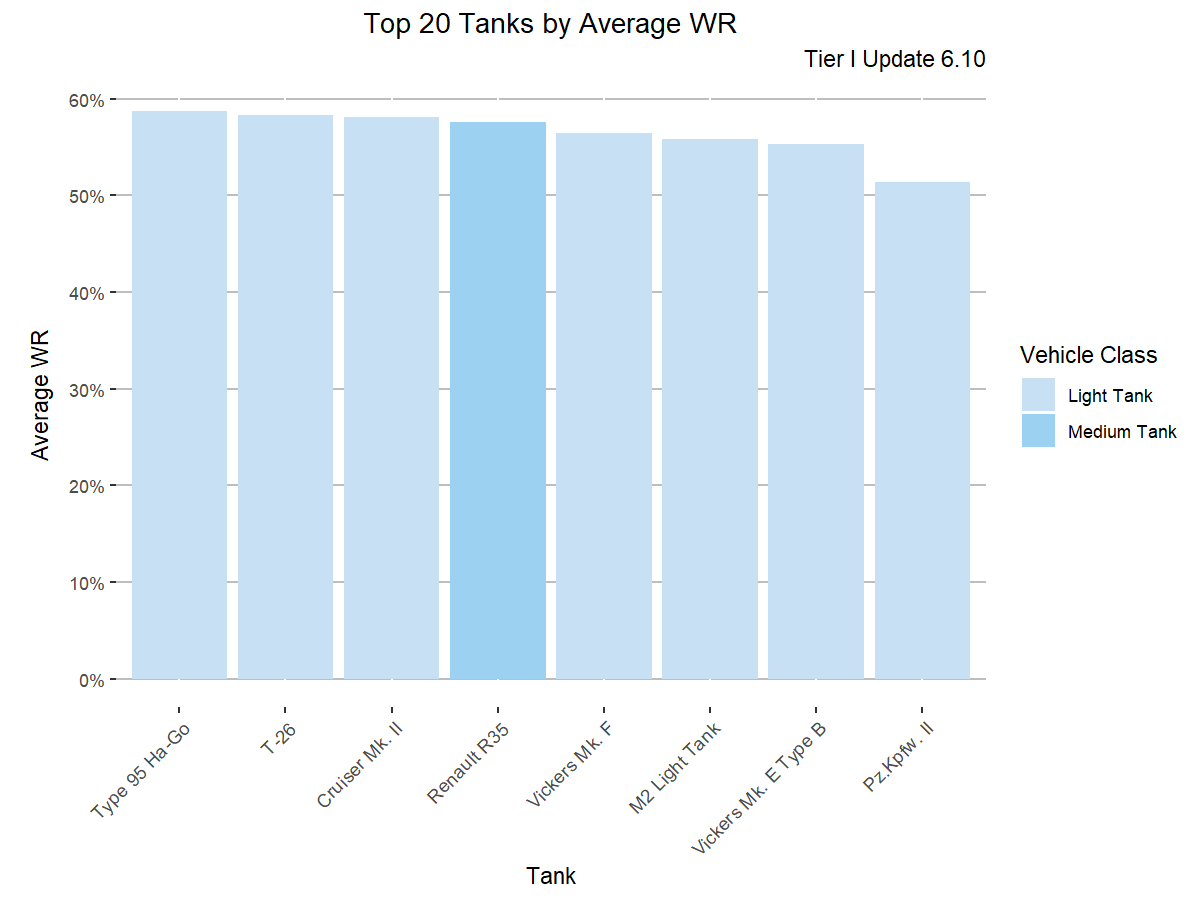 Top 20 Tanks by Average WR
Tier I Update 6.10
60%
50%
40%
30%
20%
10%
0%
Average WR
Type 95 Ha-Go
T-26
Cruiser Mk. II
Renault R35
Vickers Mk. F
M2 Light Tank
Vickers Mk. E Type B
Pz.Kpfw. II
Tank
Vehicle Class
Light Tank
Medium Tank